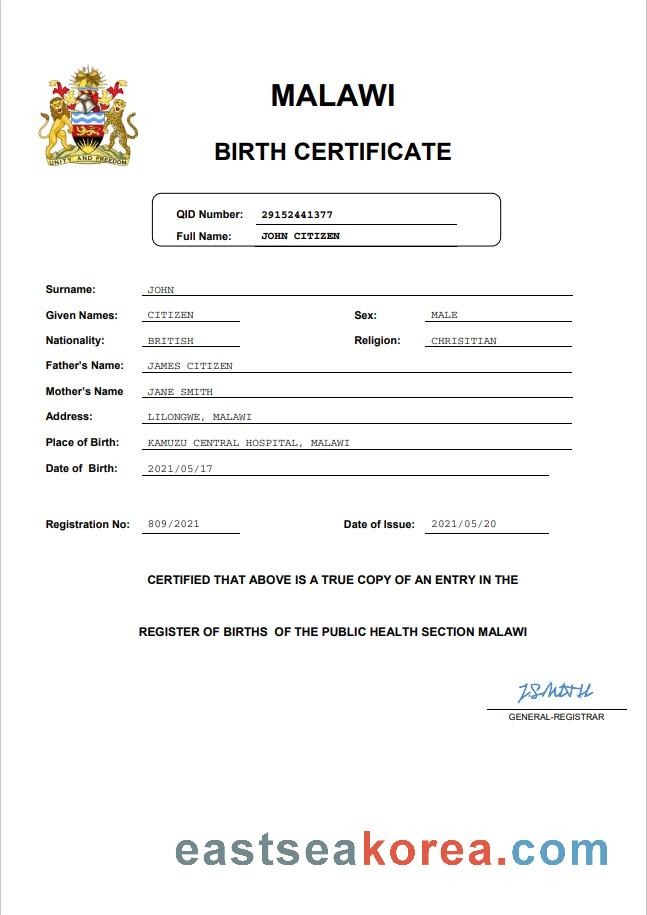 MALAWI
BIRTH CERTIFICATE
UNITY AND FREEDOM
QID Number: 29152441377
Full Name: JOHN CITIZEN
Surname: JOHN
Given Names: CITIZEN Sex: MALE
Nationality: BRITISH Religion: CHRISITIAN
Father's Name: JAMES CITIZEN
Mother's Name JANE SMITH
Address: LILONGWE, MALAWI
Place of Birth: KAMUZU CENTRAL HOSPITAL, MALAWI
Date of Birth: 2021/05/17
Registration No: 809/2021 Date of Issue: 2021/05/20
CERTIFIED THAT ABOVE IS A TRUE COPY OF AN ENTRY IN THE
REGISTER OF BIRTHS OF THE PUBLIC HEALTH SECTION MALAWI
J.SMITH
GENERAL-REGISTRAR
eastseakorea.com